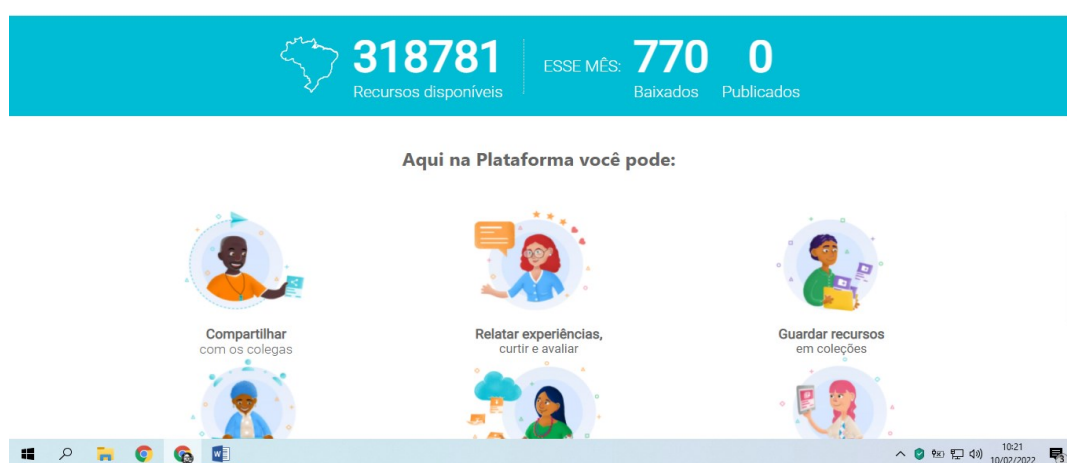 318781
Recursos disponíveis
ESSE MÊS:
770
Baixados
0
Publicados
Aqui na Plataforma você pode:
Compartilhar
com os colegas
Relatar experiências,
curtir e avaliar
Guardar recursos
em coleções
10:21
10/02/2022
3